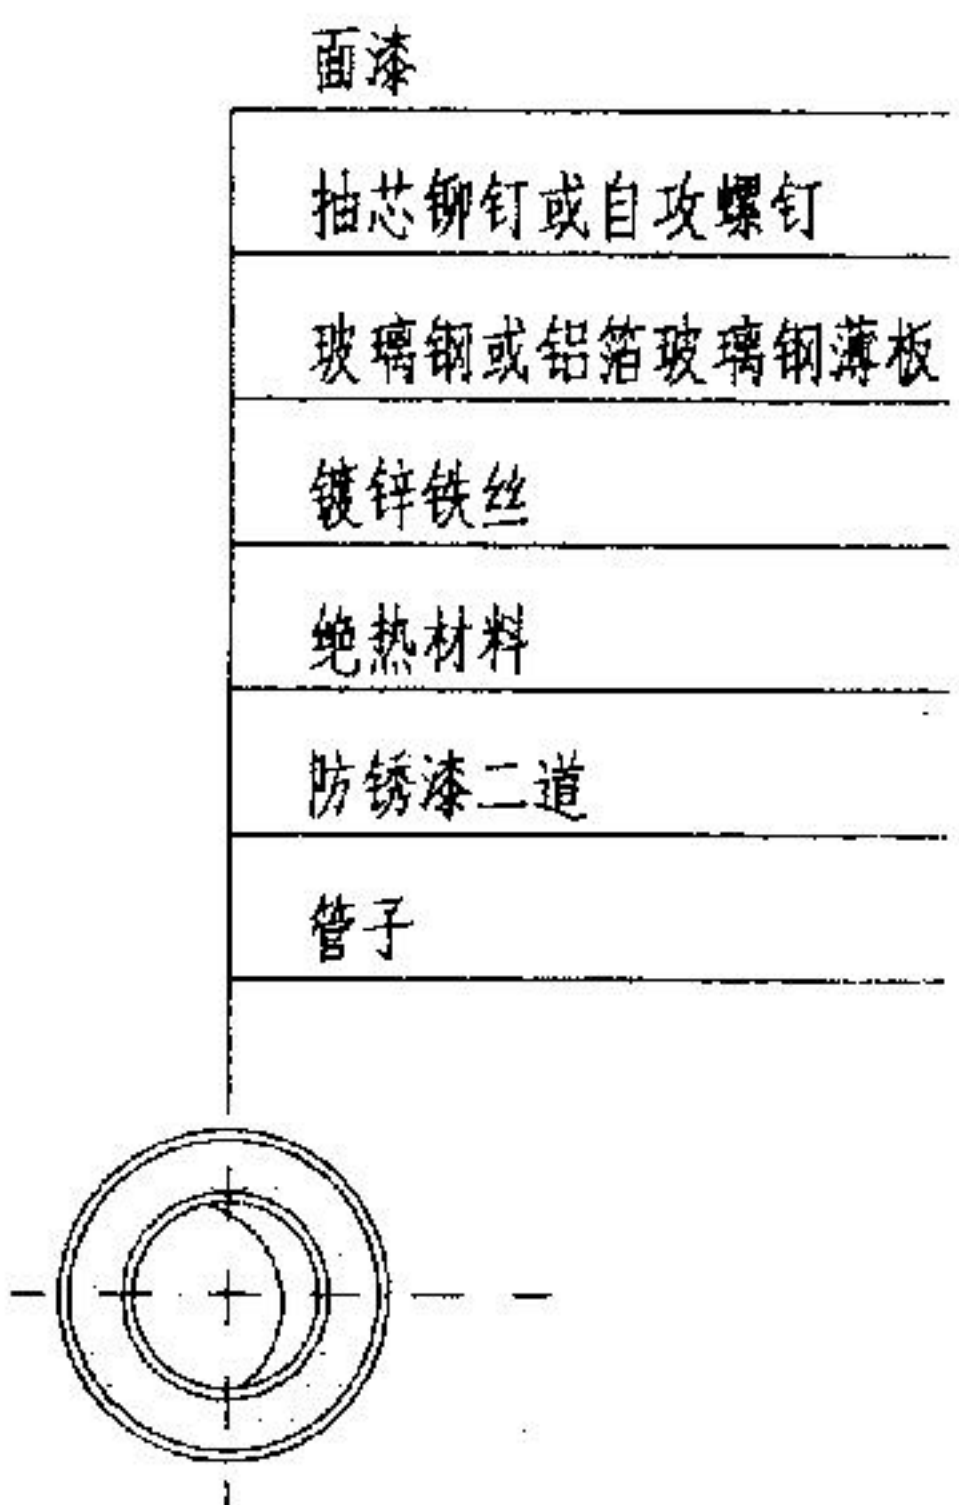 面漆
抽芯铆钉或自攻螺钉
玻璃钢或铝箔玻璃钢薄板
镀锌铁丝
绝热材料
防锈漆二道
管子